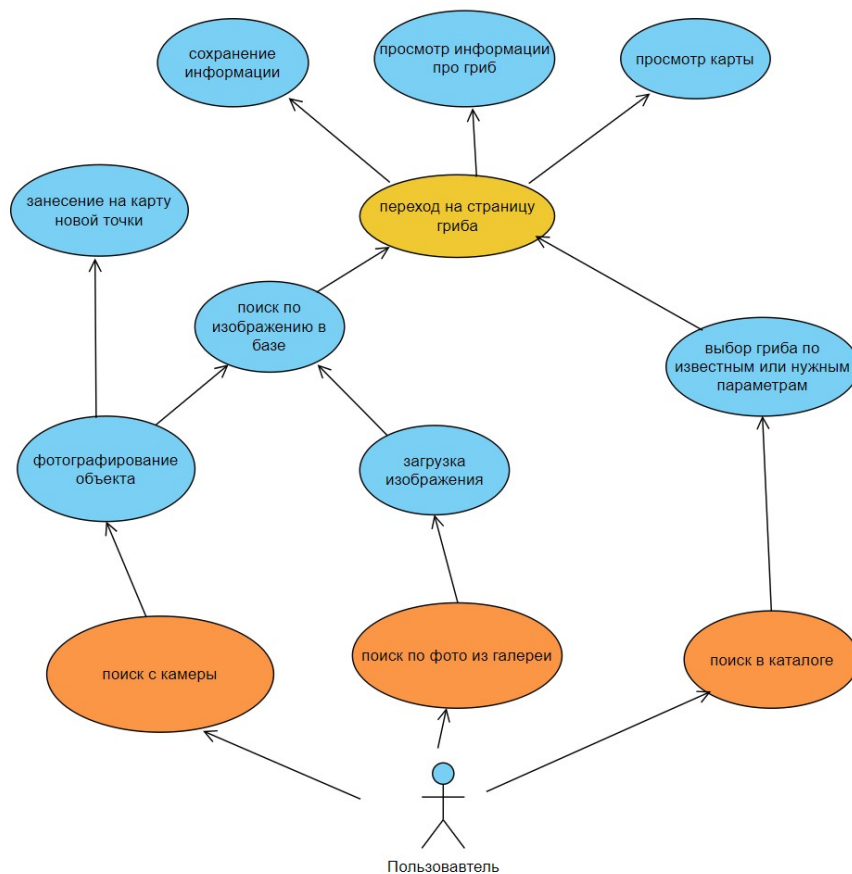 сохранение
информации
просмотр информации
про гриб
просмотр карты
занесение на карту
новой точки
переход на страницу
гриба
поиск по
изображению в
базе
выбор гриба по
известным или нужным
параметрам
фотографирование
объекта
загрузка
изображения
поиск с камеры
поиск по фото из галереи
поиск в каталоге
Пользовавтель